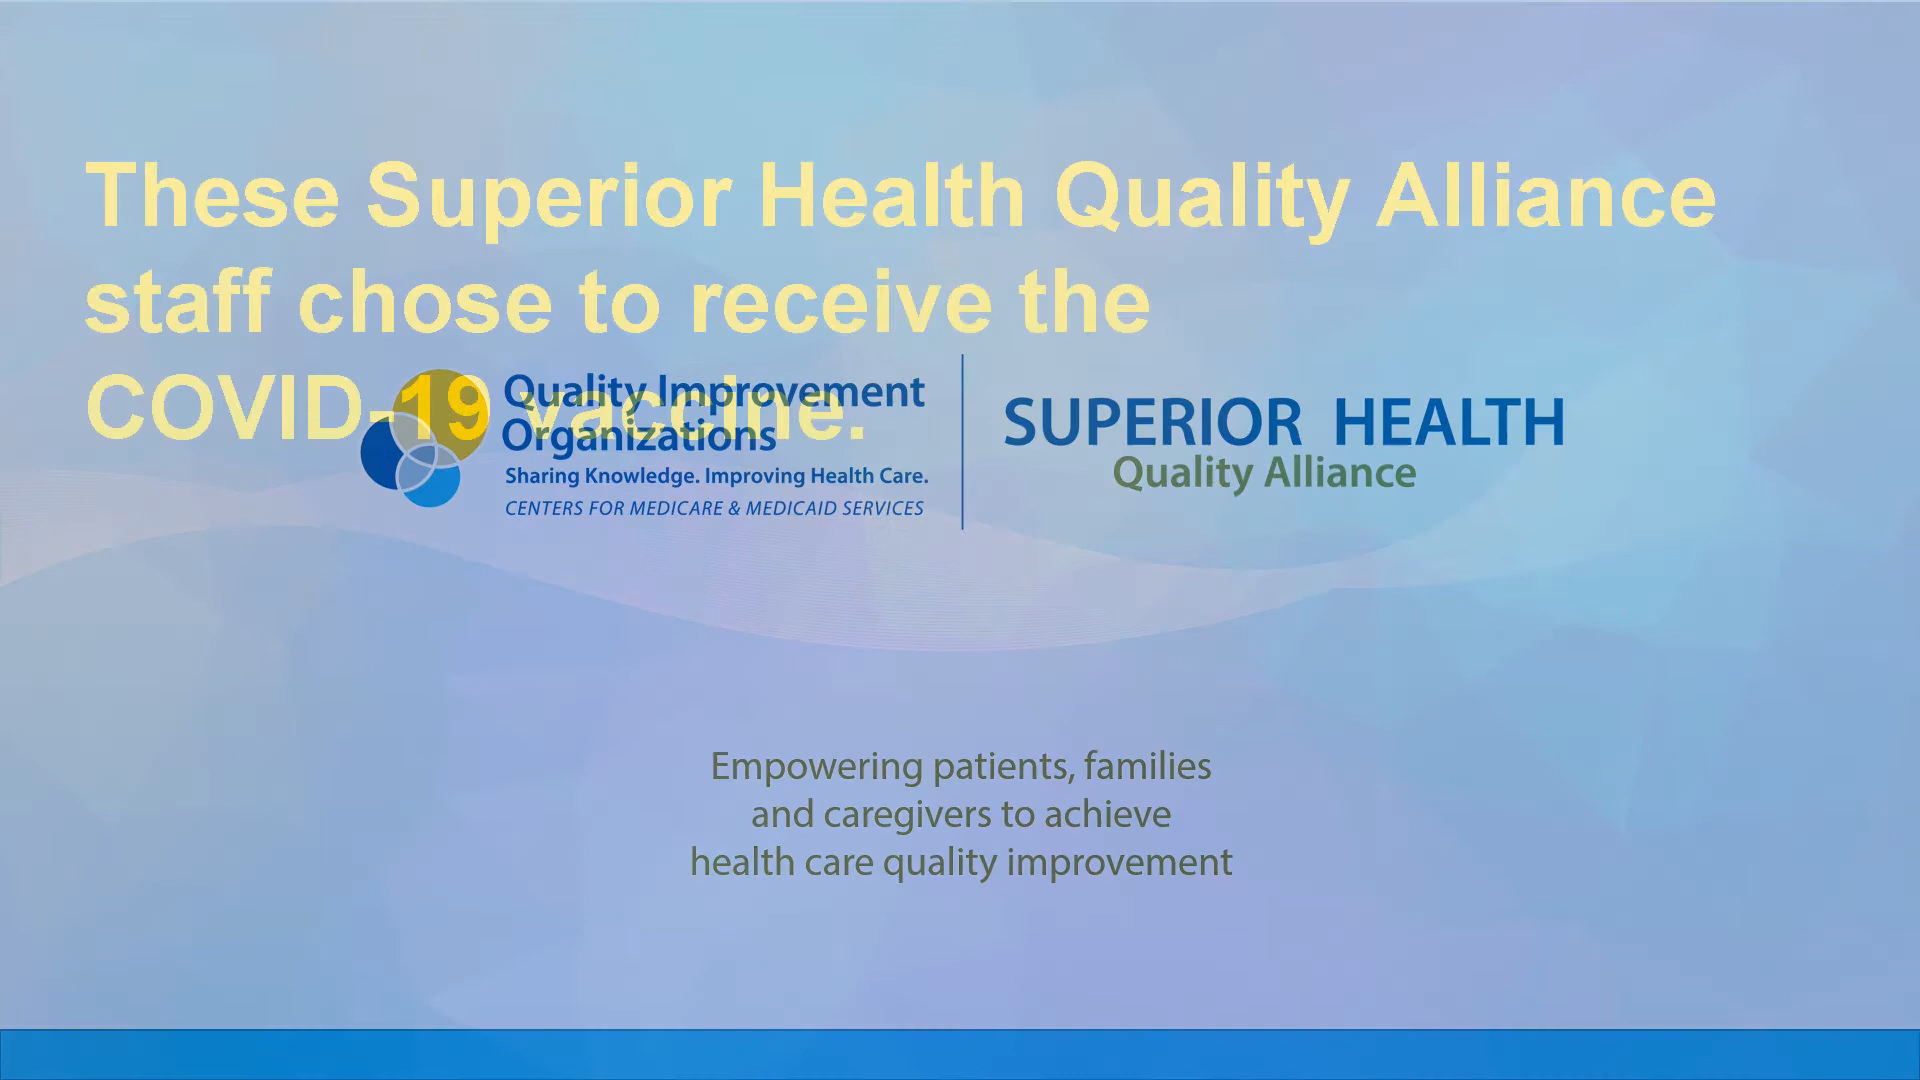 These Superior Health Quality Alliance
staff chose to receive the
COVID-19 vaccine.
Quality Improvement
Organizations
Sharing Knowledge. Improving Health Care.
CENTERS FOR MEDICARE & MEDICAID SERVICES
SUPERIOR HEALTH
Quality Alliance
Empowering patients, families
and caregivers to achieve
health care quality improvement